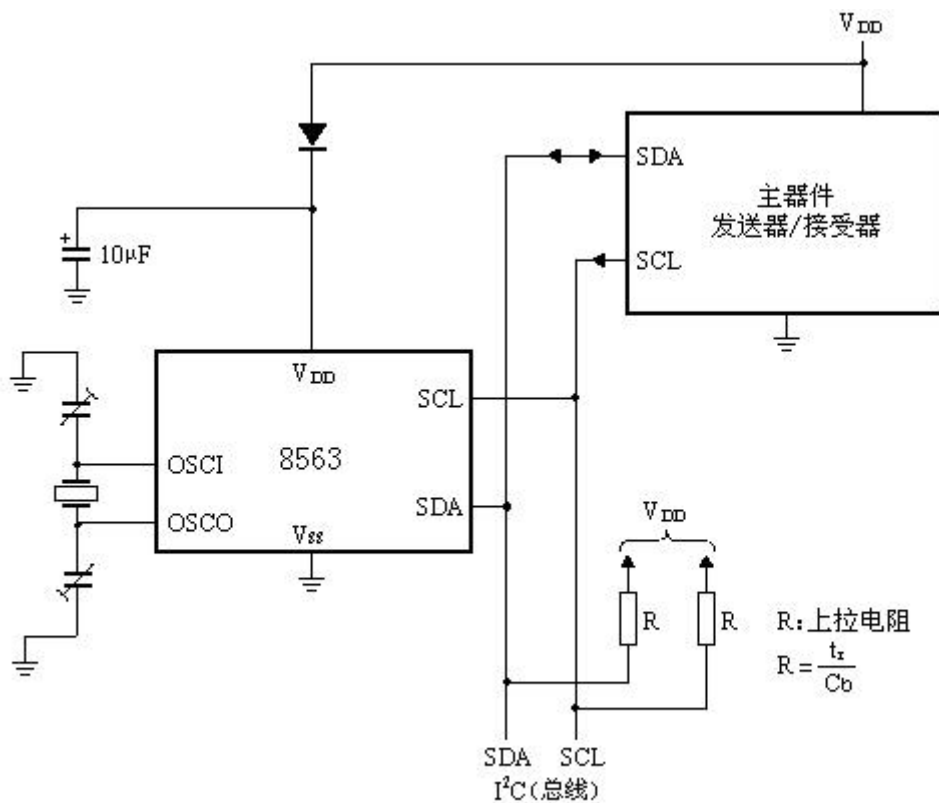 VDD
SDA
主器件
发送器/接受器
SCL
+
10μF
VDD
SCL
OSCI
8563
SDA
OSCO
Vss
VDD
R
R
R:上拉电阻
R=tr/Cb
SDA
SCL
I²C(总线)